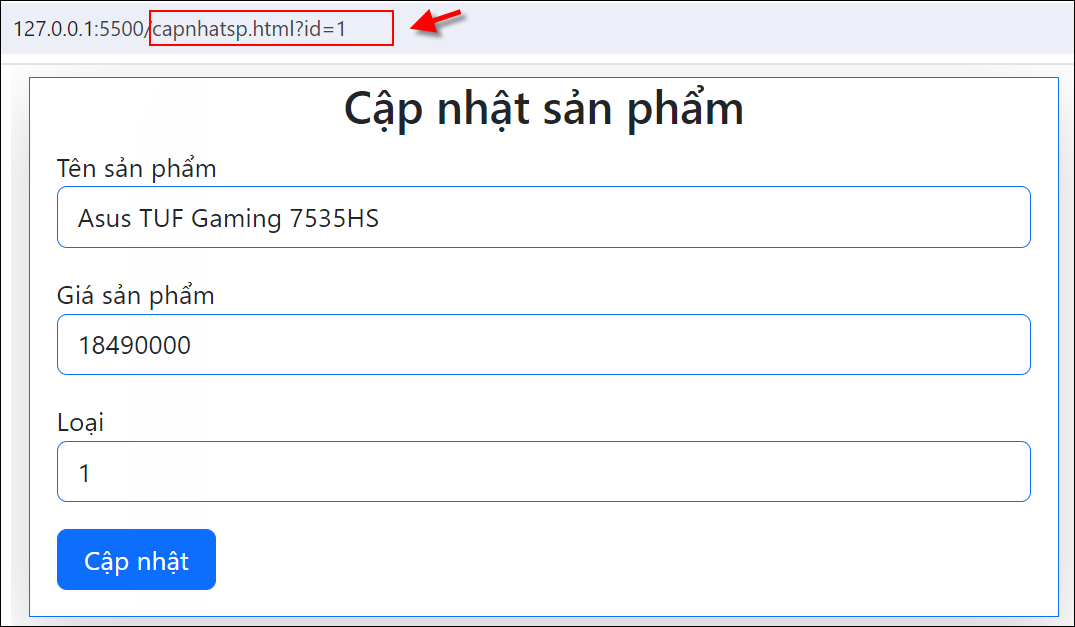 127.0.0.1:5500/capnhatsp.html?id=1
Cập nhật sản phẩm
Tên sản phẩm
Asus TUF Gaming 7535HS
Giá sản phẩm
18490000
Loại
1
Cập nhật